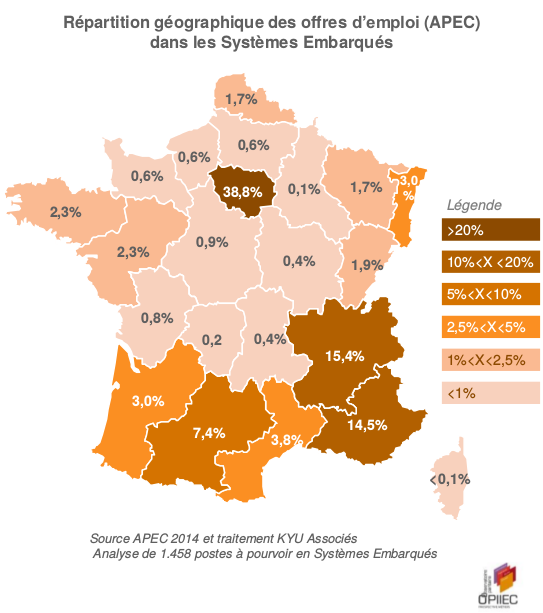 Répartition géographique des offres d'emploi (APEC)
dans les Systèmes Embarqués
1,7%
0,6%
0,6%
0,6%
38,8%
0,1%
1,7%
3,0
%
2,3%
2,3%
0,9%
0,4%
1,9%
0,8%
0,2
0,4%
15,4%
3,0%
7,4%
3,8%
14,5%
<0,1%
Légende
>20%
10%<X <20%
5%<X<10%
2,5%<X<5%
1%<X<2,5%
<1%
Source APEC 2014 et traitement KYU Associés
Analyse de 1.458 postes à pourvoir en Systèmes Embarqués
OPIIEC